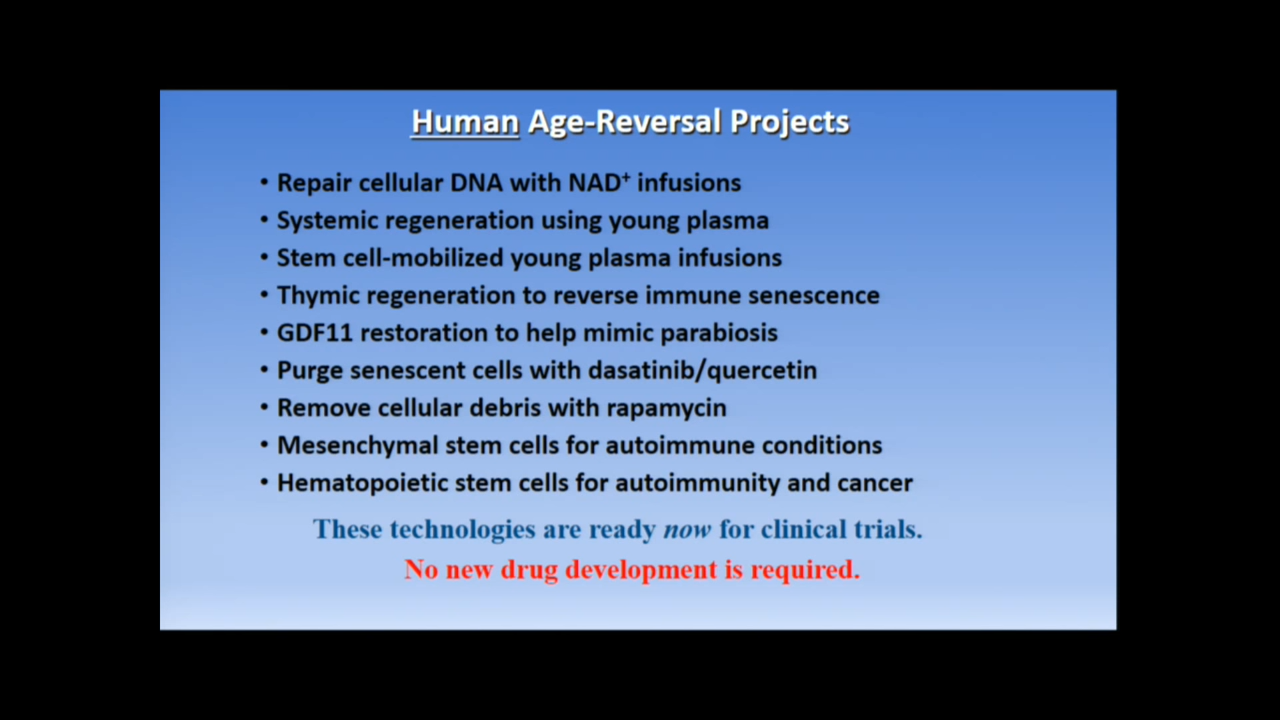 Human Age-Reversal Projects
• Repair cellular DNA with NAD⁺ infusions
• Systemic regeneration using young plasma
• Stem cell-mobilized young plasma infusions
• Thymic regeneration to reverse immune senescence
• GDF11 restoration to help mimic parabiosis
• Purge senescent cells with dasatinib/quercetin
• Remove cellular debris with rapamycin
• Mesenchymal stem cells for autoimmune conditions
• Hematopoietic stem cells for autoimmunity and cancer
These technologies are ready now for clinical trials.
No new drug development is required.